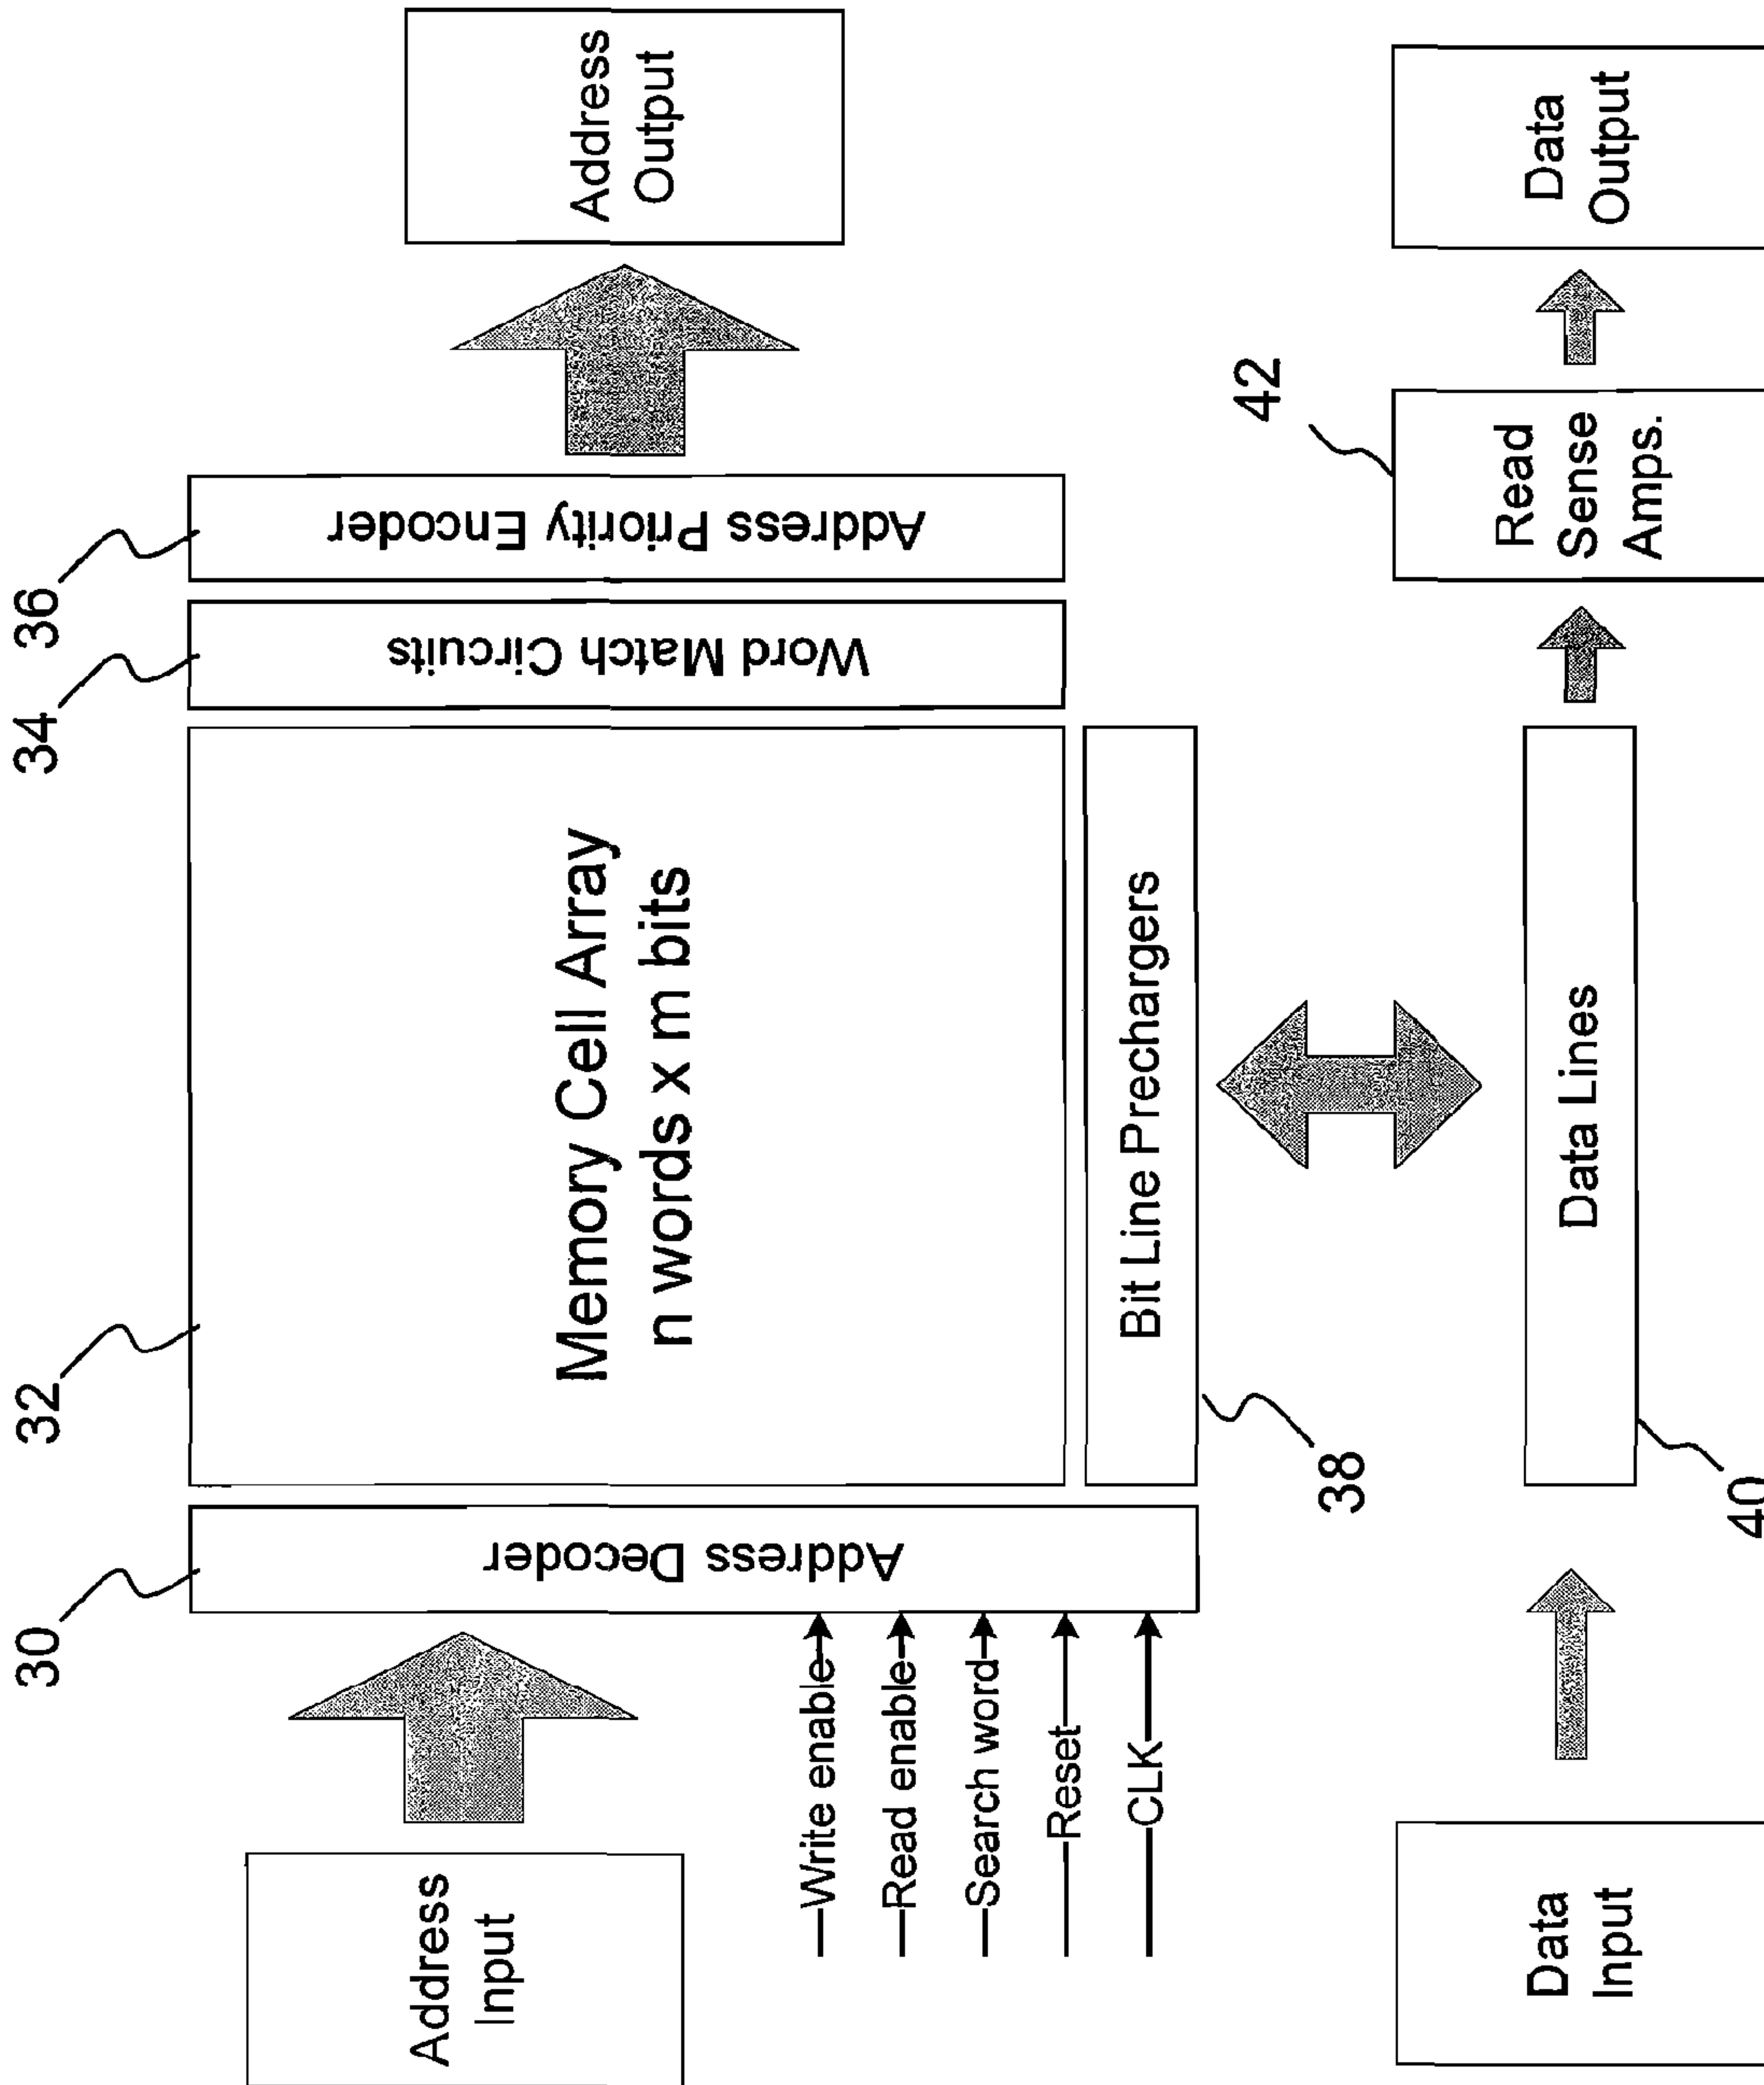 30
32
34
36
Address
Input
Address Decoder
Memory Cell Array
n words x m bits
Word Match Circuits
Address Priority Encoder
Address
Output
Write enable
Read enable
Search word
Reset
CLK
Bit Line Prechargers
38
42
Data
Input
Data Lines
40
Read
Sense
Amps.
Data
Output